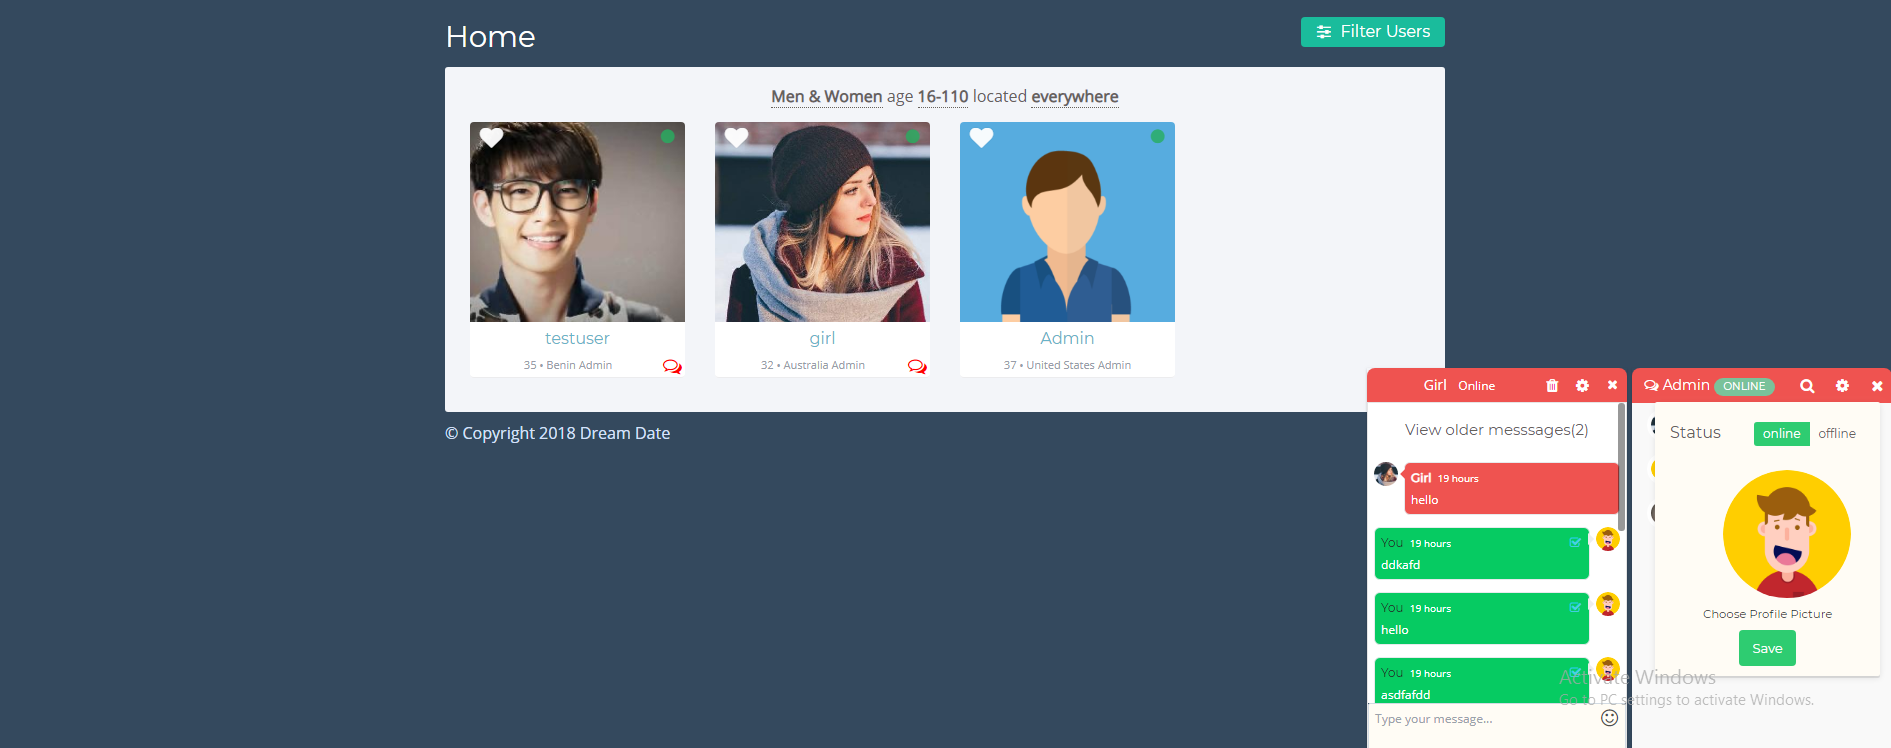 Home
Filter Users
Men & Women age 16-110 located everywhere
testuser
35 • Benin Admin
girl
32 • Australia Admin
Admin
37 • United States Admin
© Copyright 2018 Dream Date
Girl Online
View older messsages(2)
Girl 19 hours
hello
You 19 hours
ddkafd
You 19 hours
hello
You 19 hours
asdfafdd
Type your message...
Admin ONLINE
Status online offline
Choose Profile Picture
Save
Activate Windows
Go to PC settings to activate Windows.